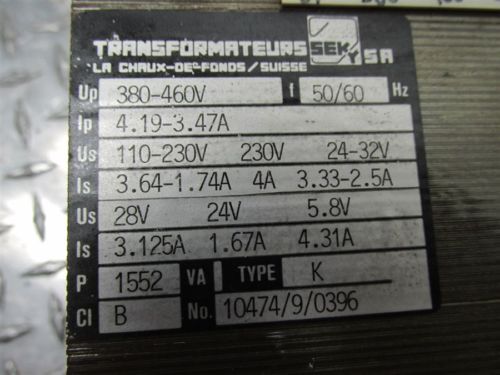 TRANSFORMATEURS SEKY SA
LA CHAUX-DE-FONDS/SUISSE
Up 380-460V f 50/60 Hz
Ip 4.19-3.47A
Us 110-230V 230V 24-32V
Is 3.64-1.74A 4A 3.33-2.5A
Us 28V 24V 5.8V
Is 3.125A 1.67A 4.31A
P 1552 VA TYPE K
Cl B No. 10474/9/0396